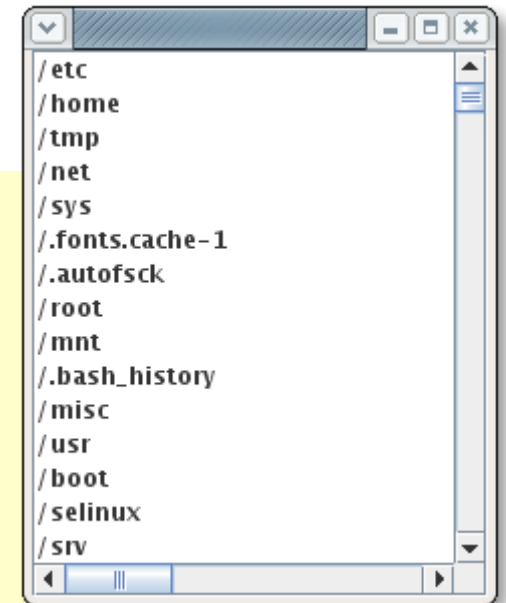 /etc
/home
/tmp
/net
/sys
/.fonts.cache-1
/.autofsck
/root
/mnt
/.bash_history
/misc
/usr
/boot
/selinux
/srv